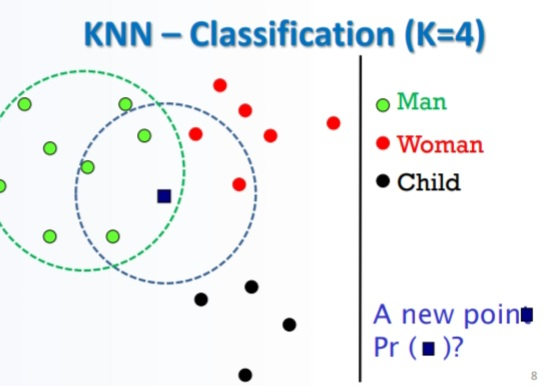 KNN – Classification (K=4)
Man
Woman
Child
A new point
Pr ( )?
8